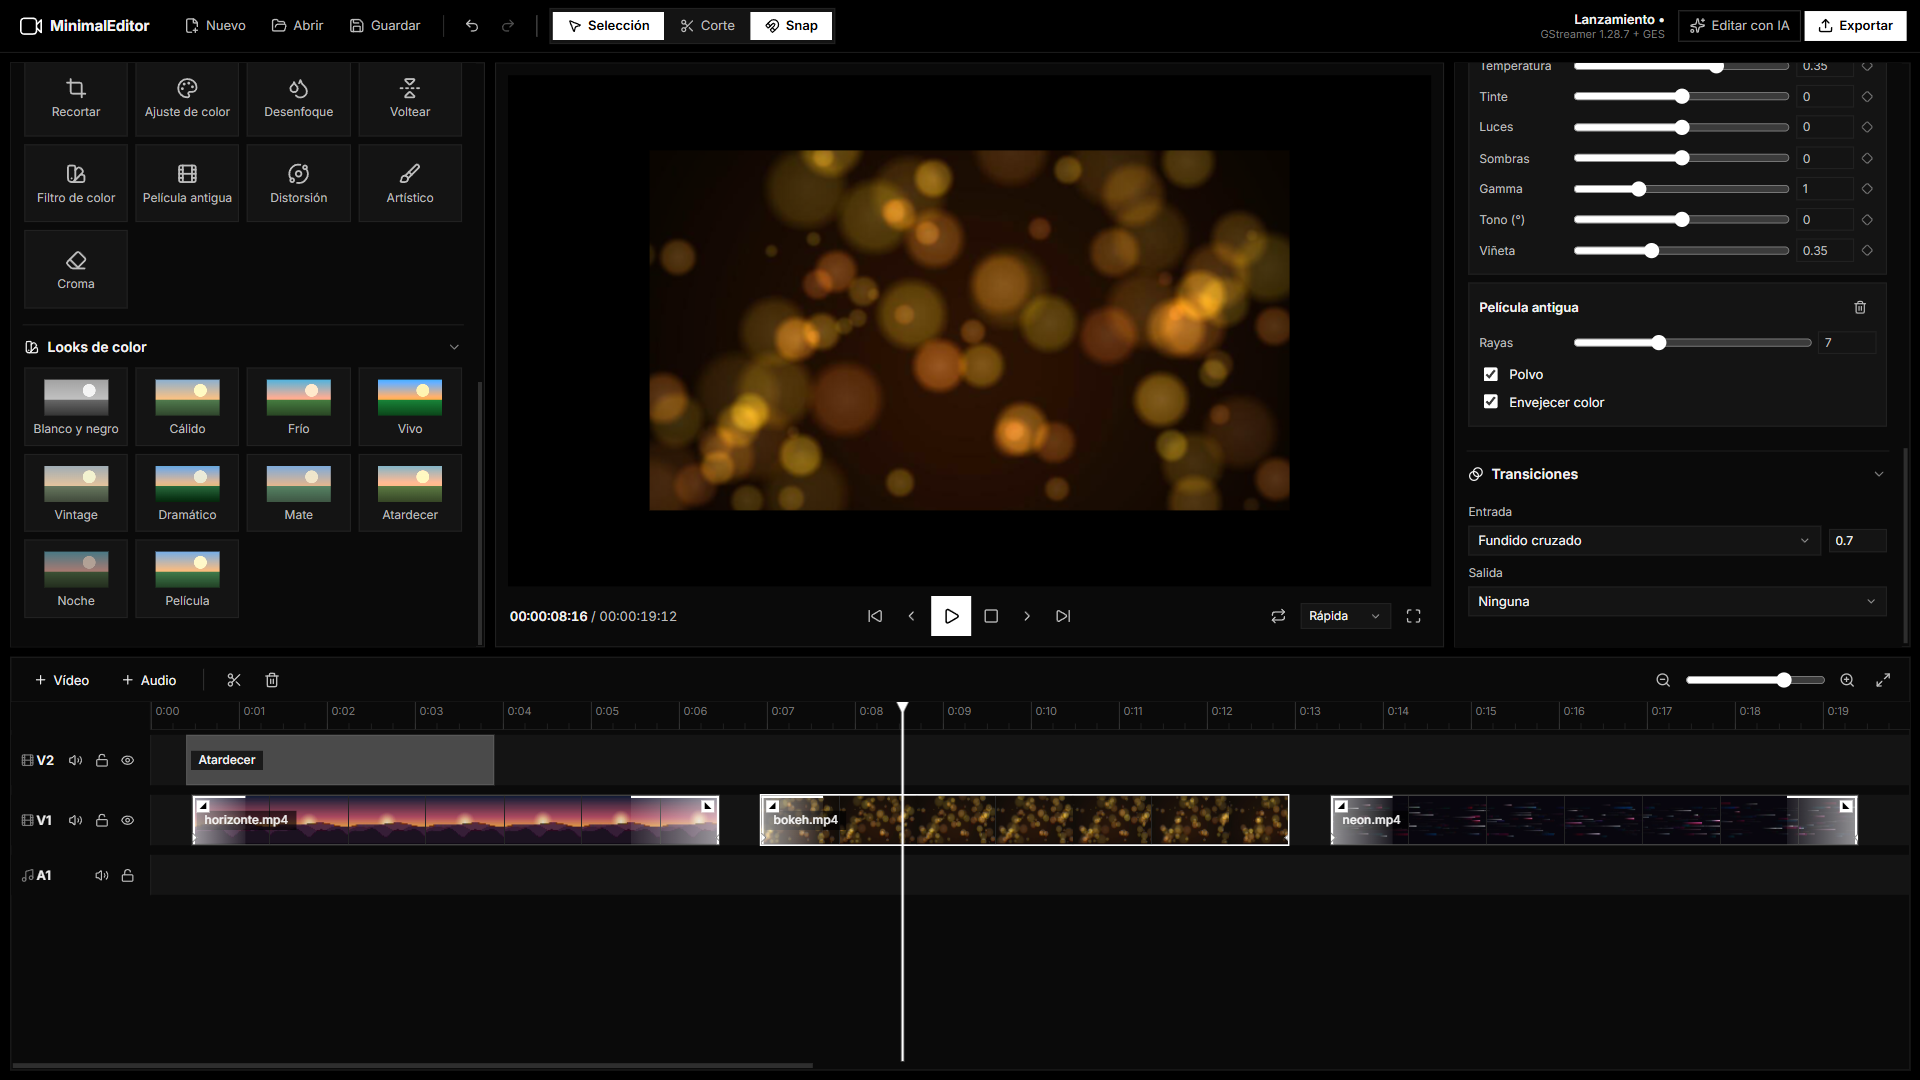 MinimalEditor
Nuevo
Abrir
Guardar
Selección
Corte
Snap
Lanzamiento •
GStreamer 1.28.7 + GES
Editar con IA
Exportar
Recortar
Ajuste de color
Desenfoque
Voltear
Filtro de color
Película antigua
Distorsión
Artístico
Croma
Looks de color
Blanco y negro
Cálido
Frío
Vivo
Vintage
Dramático
Mate
Atardecer
Noche
Película
00:00:08:16 / 00:00:19:12
Rápida
Temperatura 0.35
Tinte 0
Luces 0
Sombras 0
Gamma 1
Tono (°) 0
Viñeta 0.35
Película antigua
Rayas 7
Polvo
Envejecer color
Transiciones
Entrada
Fundido cruzado 0.7
Salida
Ninguna
+ Vídeo
+ Audio
0:00 0:01 0:02 0:03 0:04 0:05 0:06 0:07 0:08 0:09 0:10 0:11 0:12 0:13 0:14 0:15 0:16 0:17 0:18 0:19
V2
Atardecer
V1
horizonte.mp4
bokeh.mp4
neon.mp4
A1